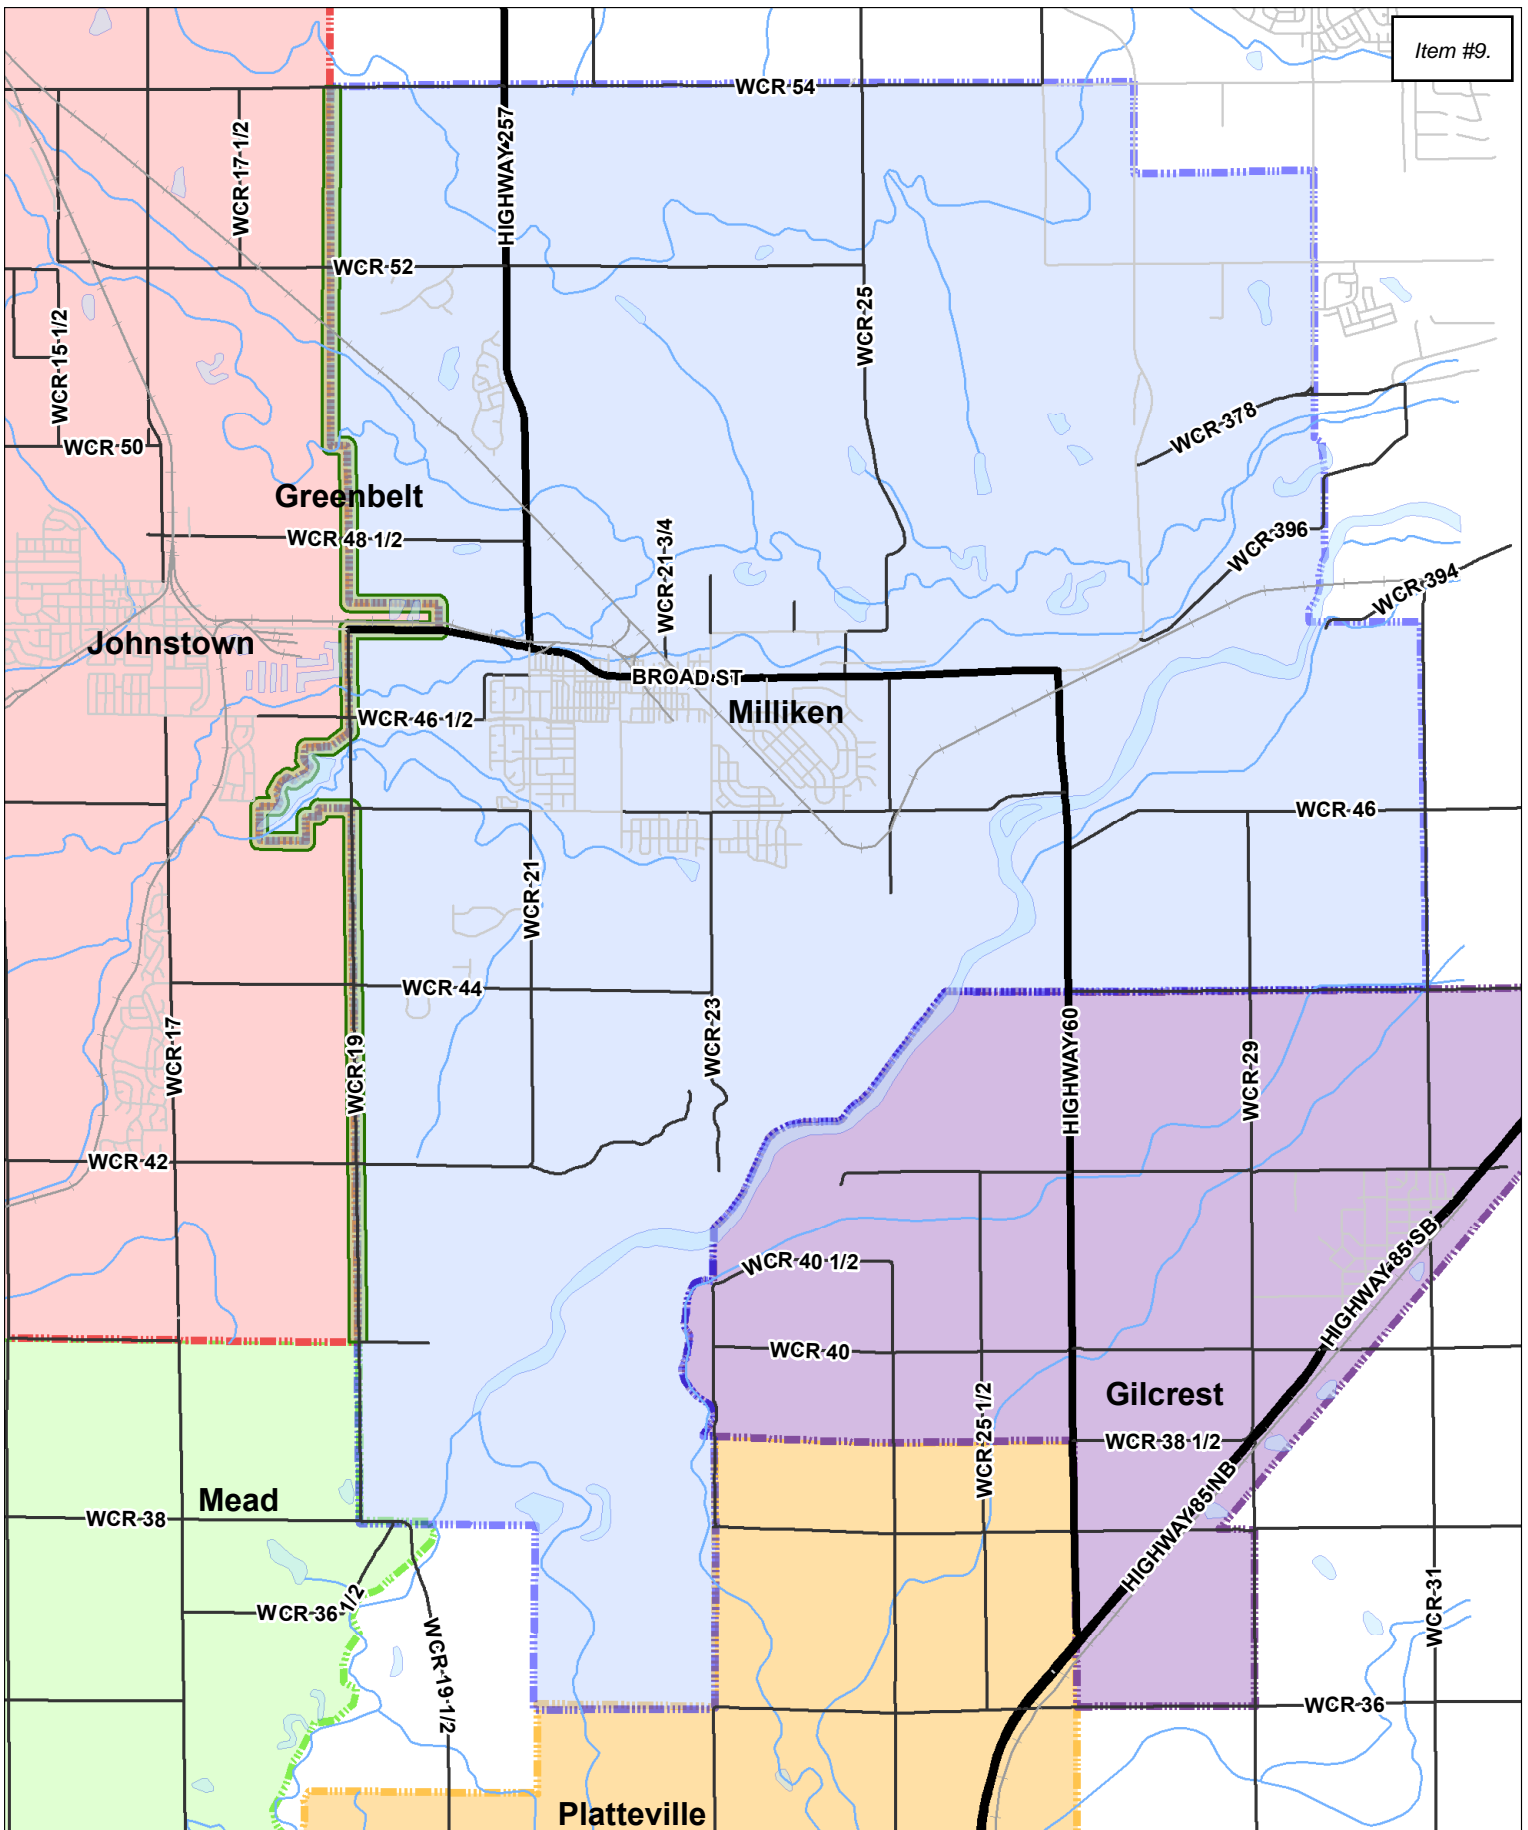 Item #9.
WCR 54
WCR 17 1/2
HIGHWAY 257
WCR 52
WCR 25
WCR 15 1/2
WCR 378
WCR 50
Greenbelt
WCR 48 1/2
WCR 21 3/4
WCR 396
WCR 394
Johnstown
BROAD ST
Milliken
WCR 46 1/2
WCR 46
WCR 21
WCR 44
WCR 23
WCR 17
WCR 19
HIGHWAY 60
WCR 29
WCR 42
WCR 40 1/2
HIGHWAY 85 SB
WCR 40
Gilcrest
WCR 25 1/2
WCR 38 1/2
Mead
WCR 38
HIGHWAY 85 NB
WCR 36 1/2
WCR 19 1/2
WCR 31
WCR 36
Platteville